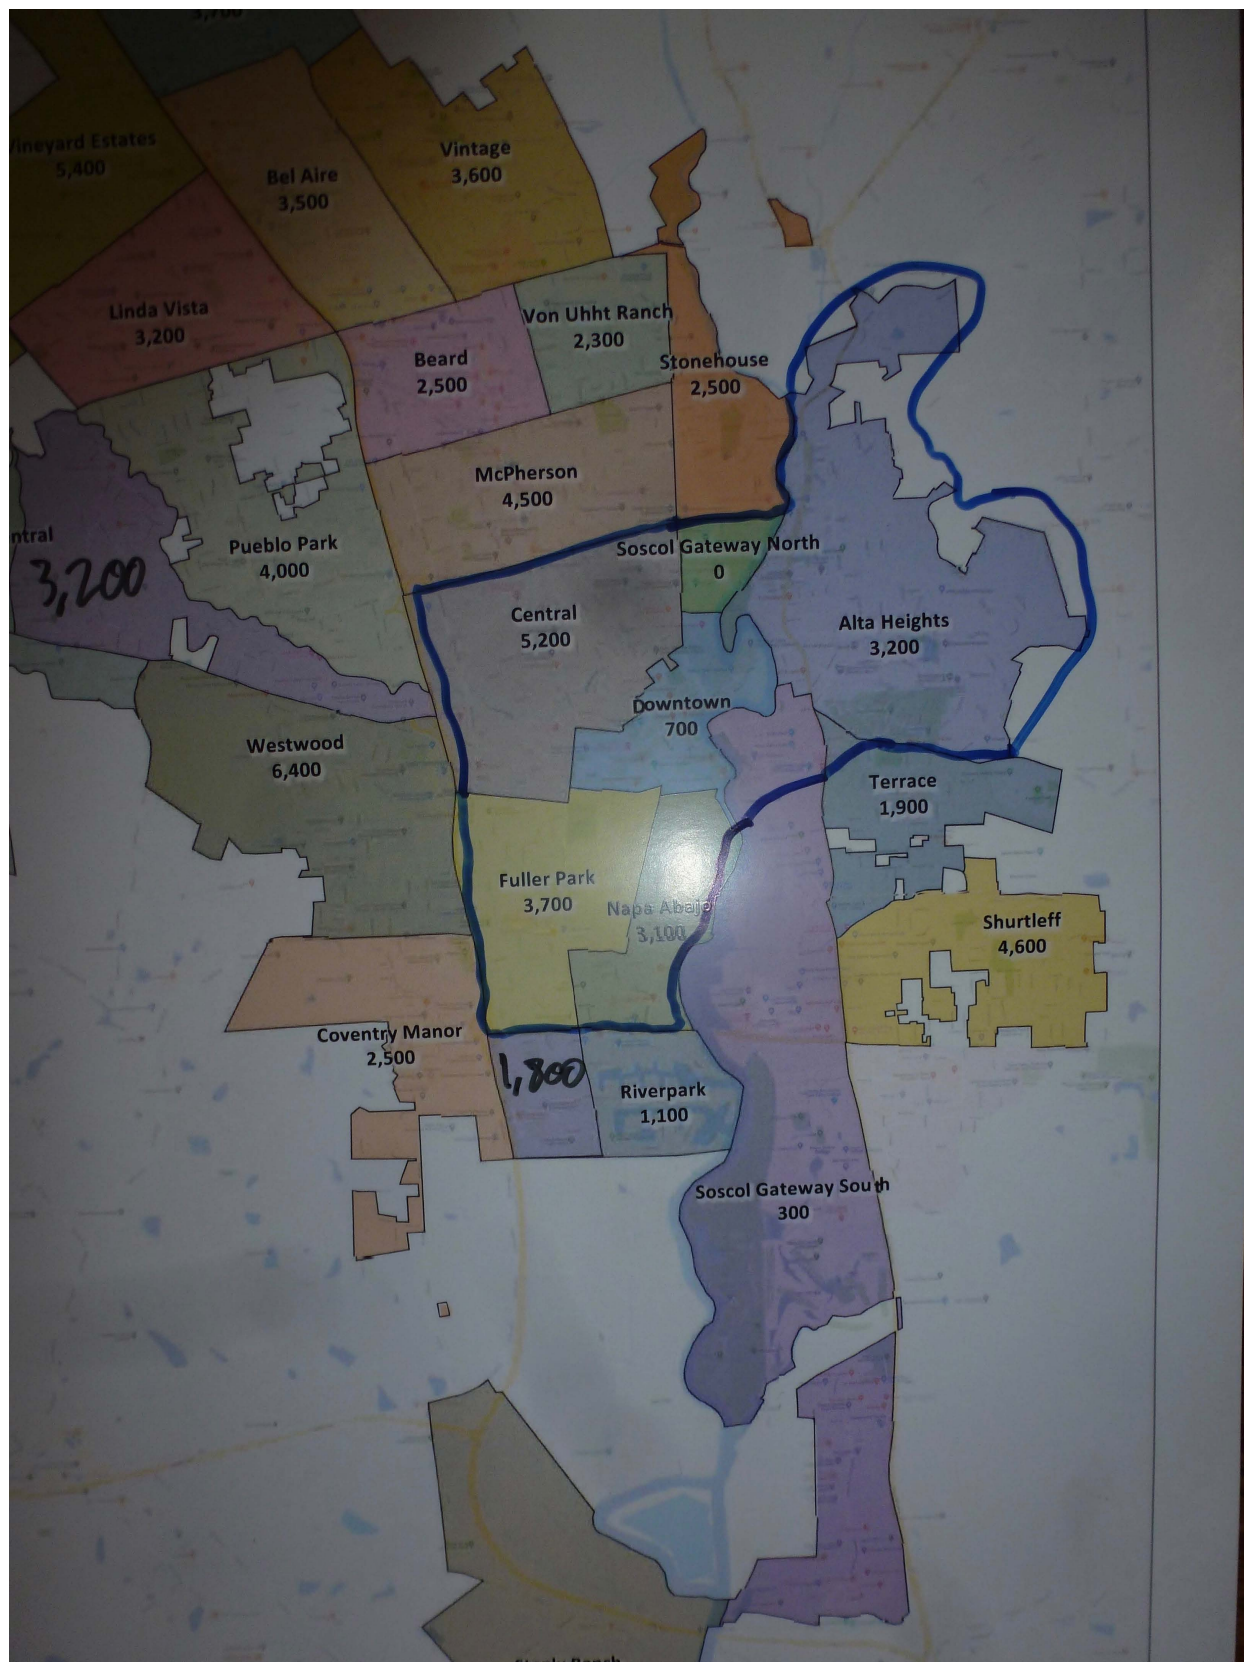 3,700
Vineyard Estates
5,400
Bel Aire
3,500
Vintage
3,600
Linda Vista
3,200
Beard
2,500
Von Uhht Ranch
2,300
Stonehouse
2,500
McPherson
4,500
ntral
3,200
Pueblo Park
4,000
Soscol Gateway North
0
Central
5,200
Alta Heights
3,200
Downtown
700
Westwood
6,400
Terrace
1,900
Fuller Park
3,700
Napa Abajo
3,100
Shurtleff
4,600
Coventry Manor
2,500
1,800
Riverpark
1,100
Soscol Gateway South
300